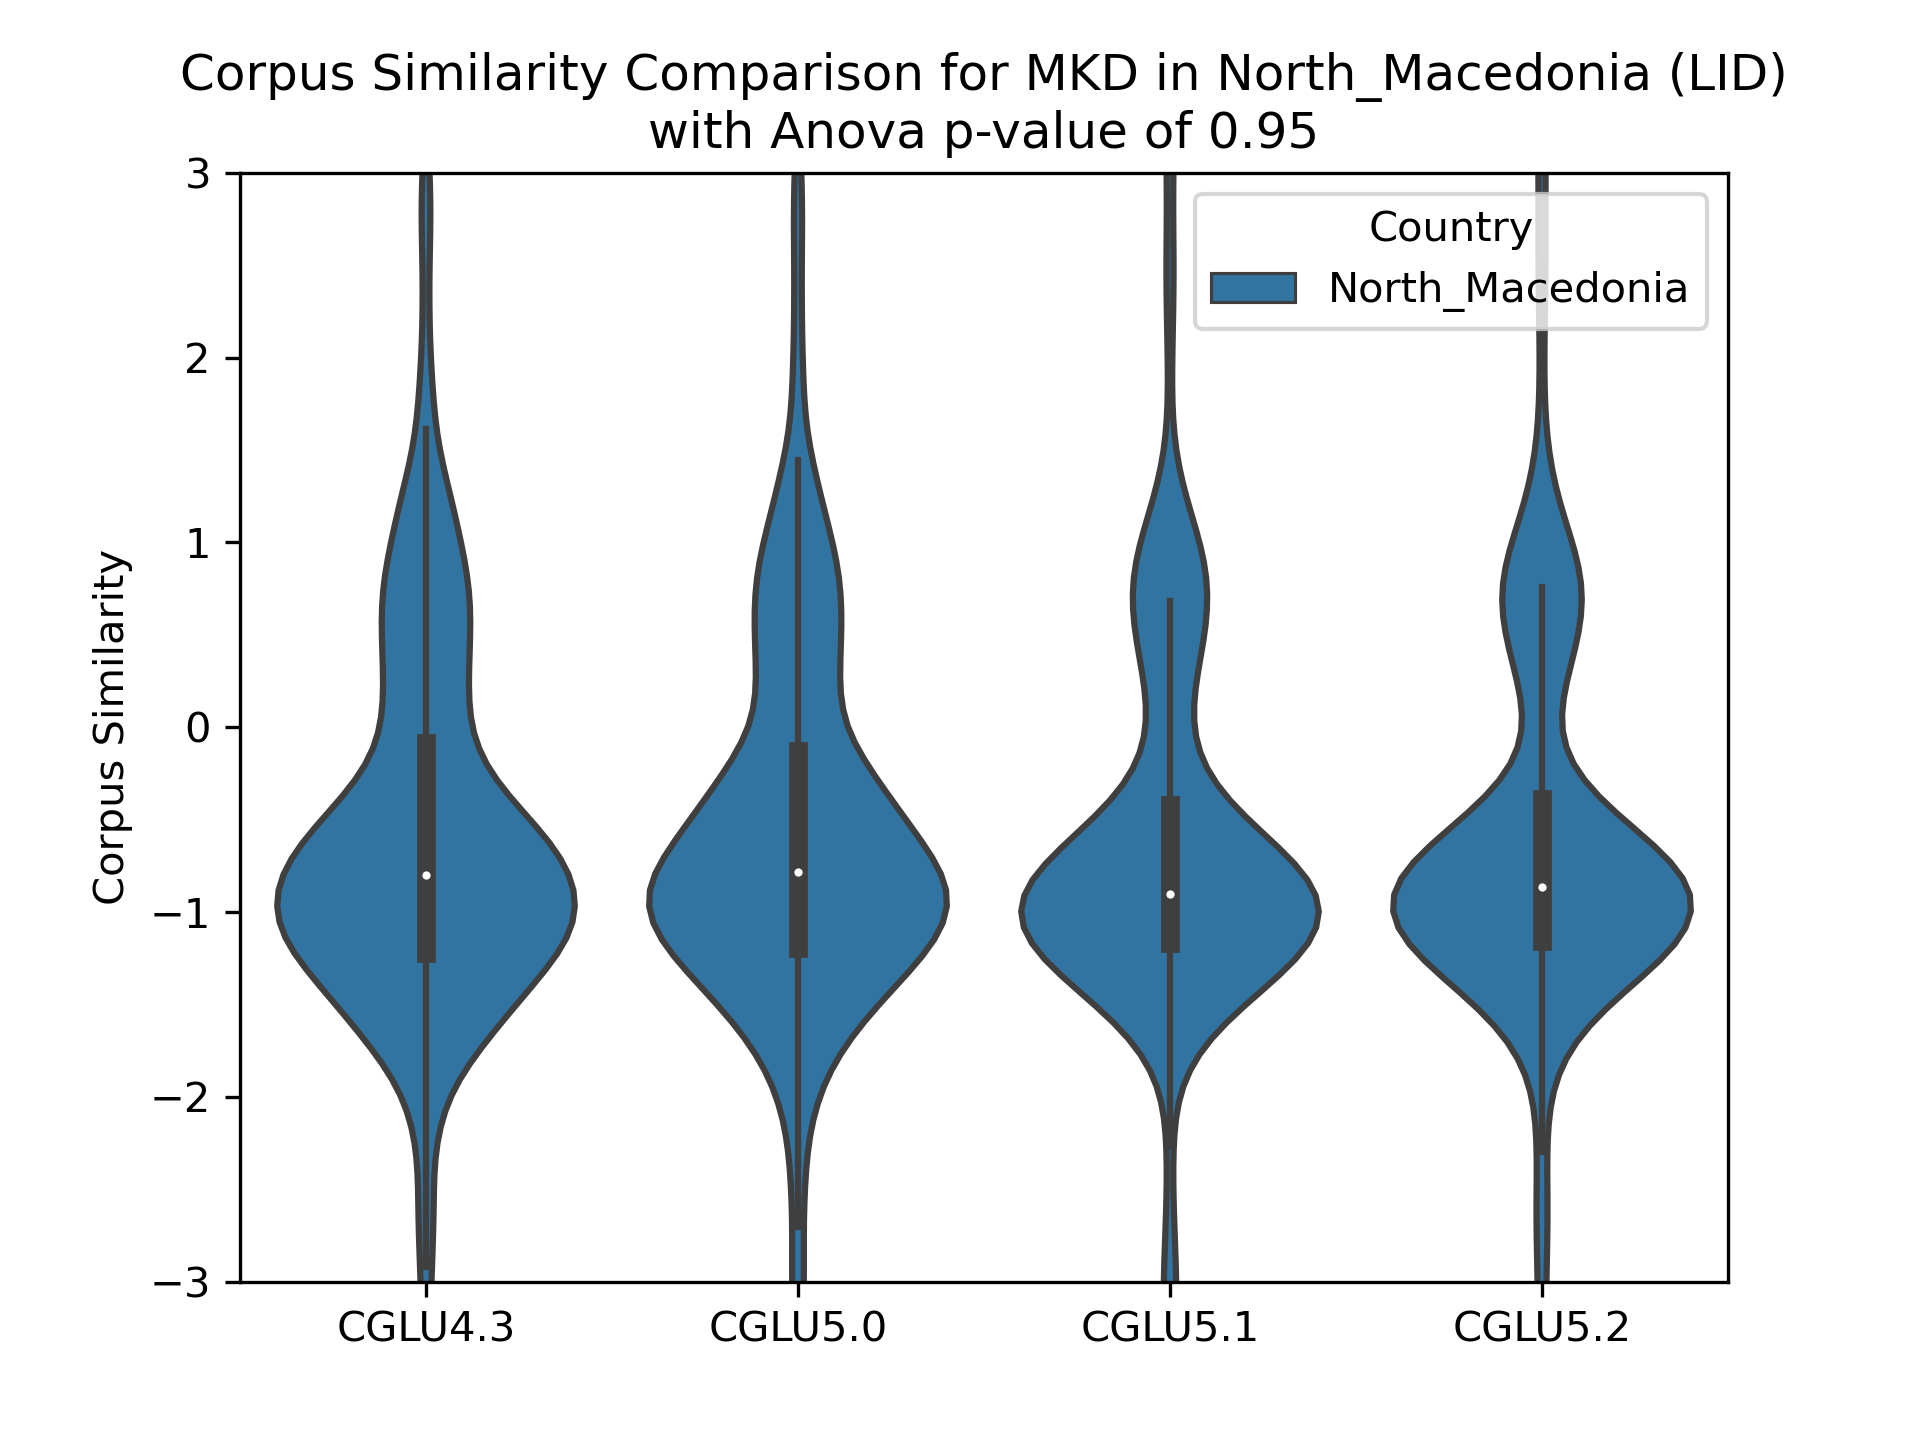 Corpus Similarity Comparison for MKD in North_Macedonia (LID)
with Anova p-value of 0.95
Country
North_Macedonia
Corpus Similarity
3
2
1
0
−1
−2
−3
CGLU4.3 CGLU5.0 CGLU5.1 CGLU5.2